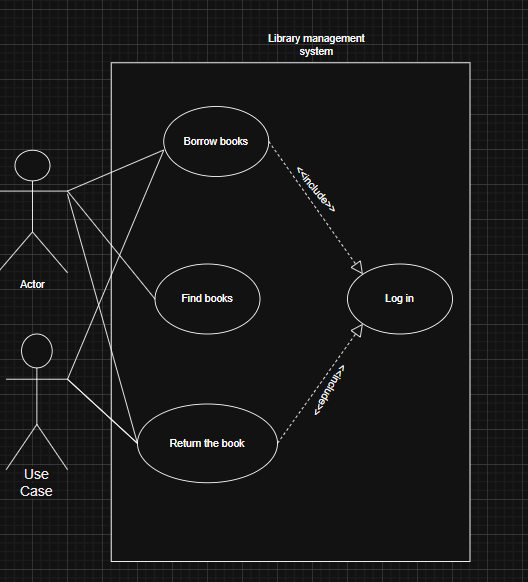 Library management
system
Borrow books
<<include>>
Actor
Find books
Log in
<<include>>
Return the book
Use
Case